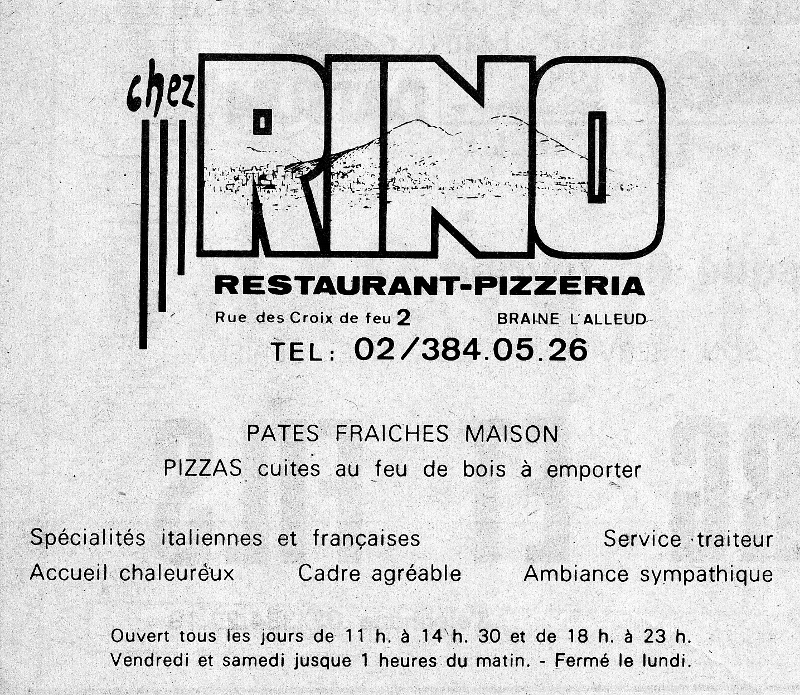 chez
RINO
RESTAURANT-PIZZERIA
Rue des Croix de feu 2 BRAINE L'ALLEUD
TEL: 02/384.05.26
PATES FRAICHES MAISON
PIZZAS cuites au feu de bois à emporter
Spécialités italiennes et françaises Service traiteur
Accueil chaleureux Cadre agréable Ambiance sympathique
Ouvert tous les jours de 11 h. à 14 h. 30 et de 18 h. à 23 h.
Vendredi et samedi jusque 1 heures du matin. - Fermé le lundi.